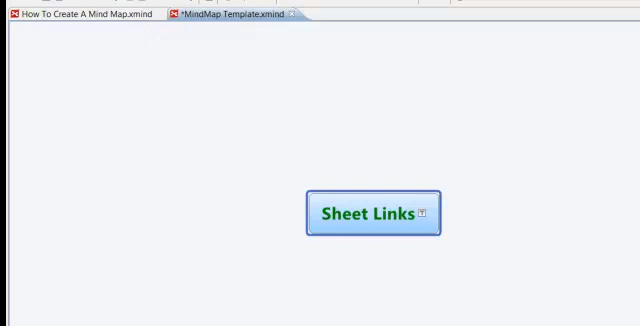 How To Create A Mind Map.xmind
*MindMap Template.xmind
Sheet Links